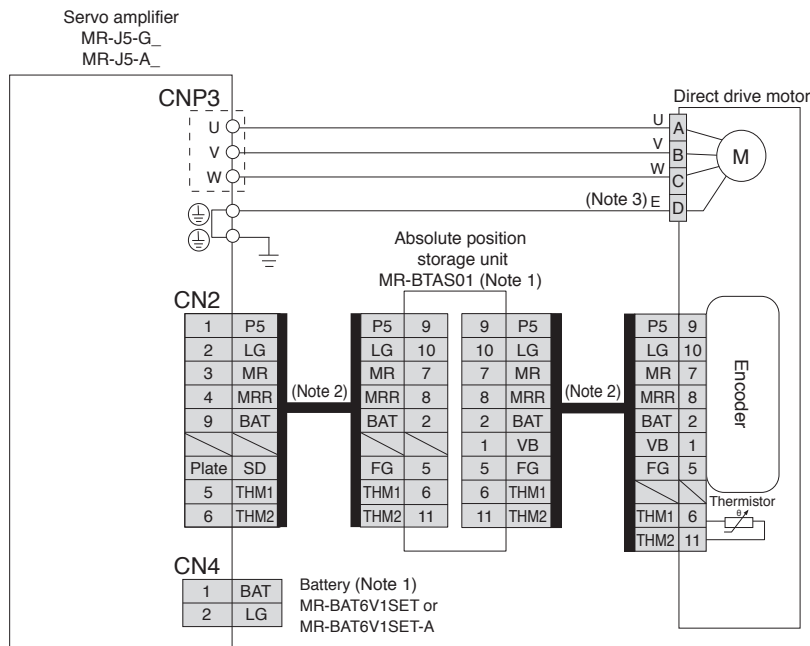 Servo amplifier
MR-J5-G_
MR-J5-A_
CNP3
U
V
W
Direct drive motor
U A
V B
W C
(Note 3) E D
M
Absolute position
storage unit
MR-BTAS01 (Note 1)
CN2
1 P5
2 LG
3 MR
4 MRR
9 BAT
Plate SD
5 THM1
6 THM2
(Note 2)
P5 9
LG 10
MR 7
MRR 8
BAT 2
FG 5
THM1 6
THM2 11
9 P5
10 LG
7 MR
8 MRR
2 BAT
1 VB
5 FG
6 THM1
11 THM2
(Note 2)
P5 9
LG 10
MR 7
MRR 8
BAT 2
VB 1
FG 5
THM1 6
THM2 11
Encoder
Thermistor
θ
CN4
1 BAT
2 LG
Battery (Note 1)
MR-BAT6V1SET or
MR-BAT6V1SET-A